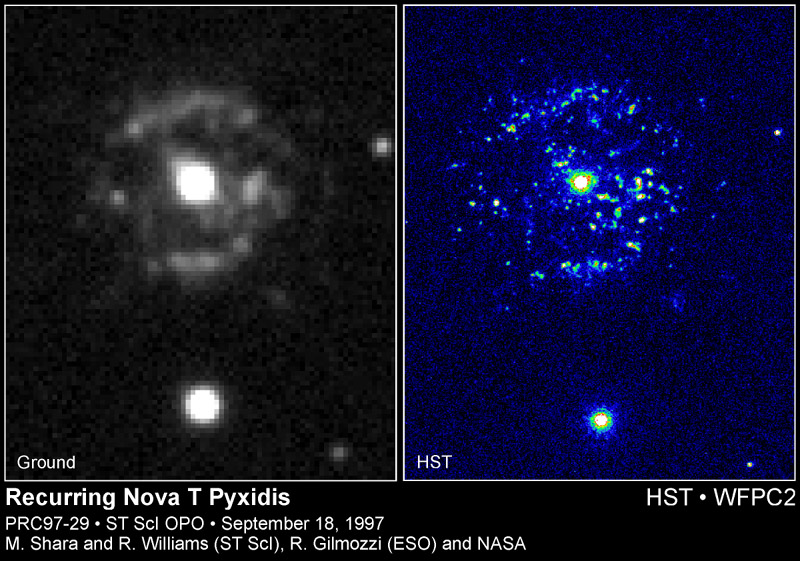 Ground
HST
Recurring Nova T Pyxidis
HST • WFPC2
PRC97-29 • ST ScI OPO • September 18, 1997
M. Shara and R. Williams (ST ScI), R. Gilmozzi (ESO) and NASA